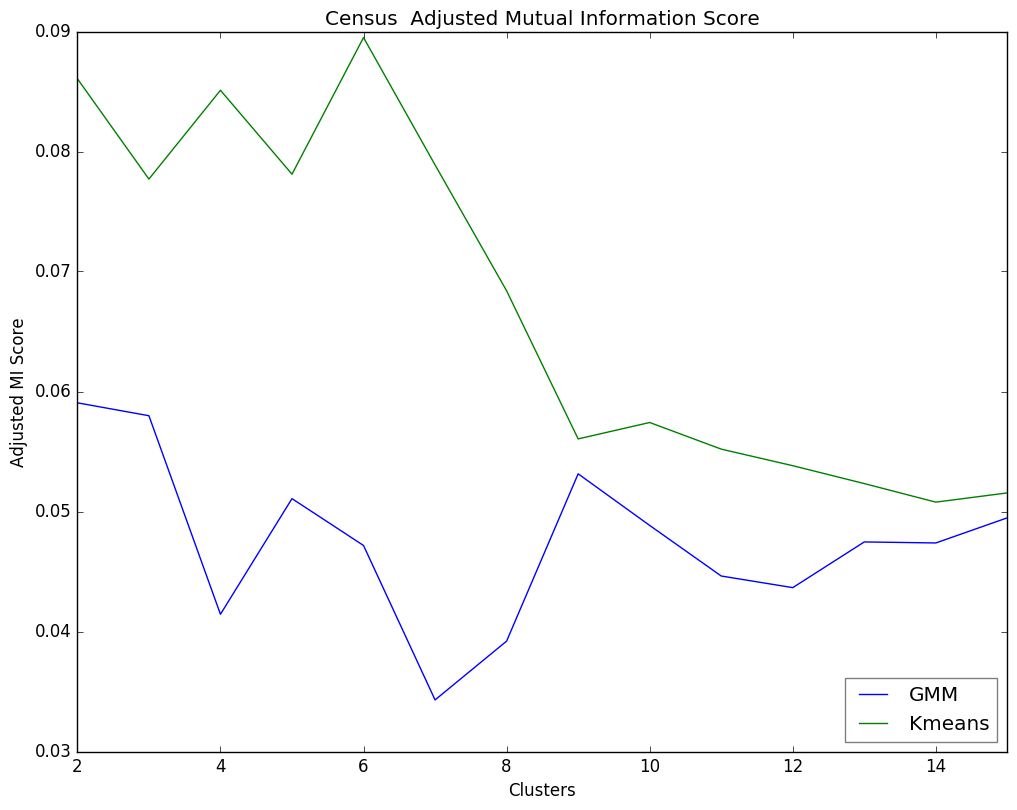 Census  Adjusted Mutual Information Score
0.09
0.08
0.07
0.06
0.05
0.04
0.03
Adjusted MI Score
2 4 6 8 10 12 14
Clusters
GMM
Kmeans